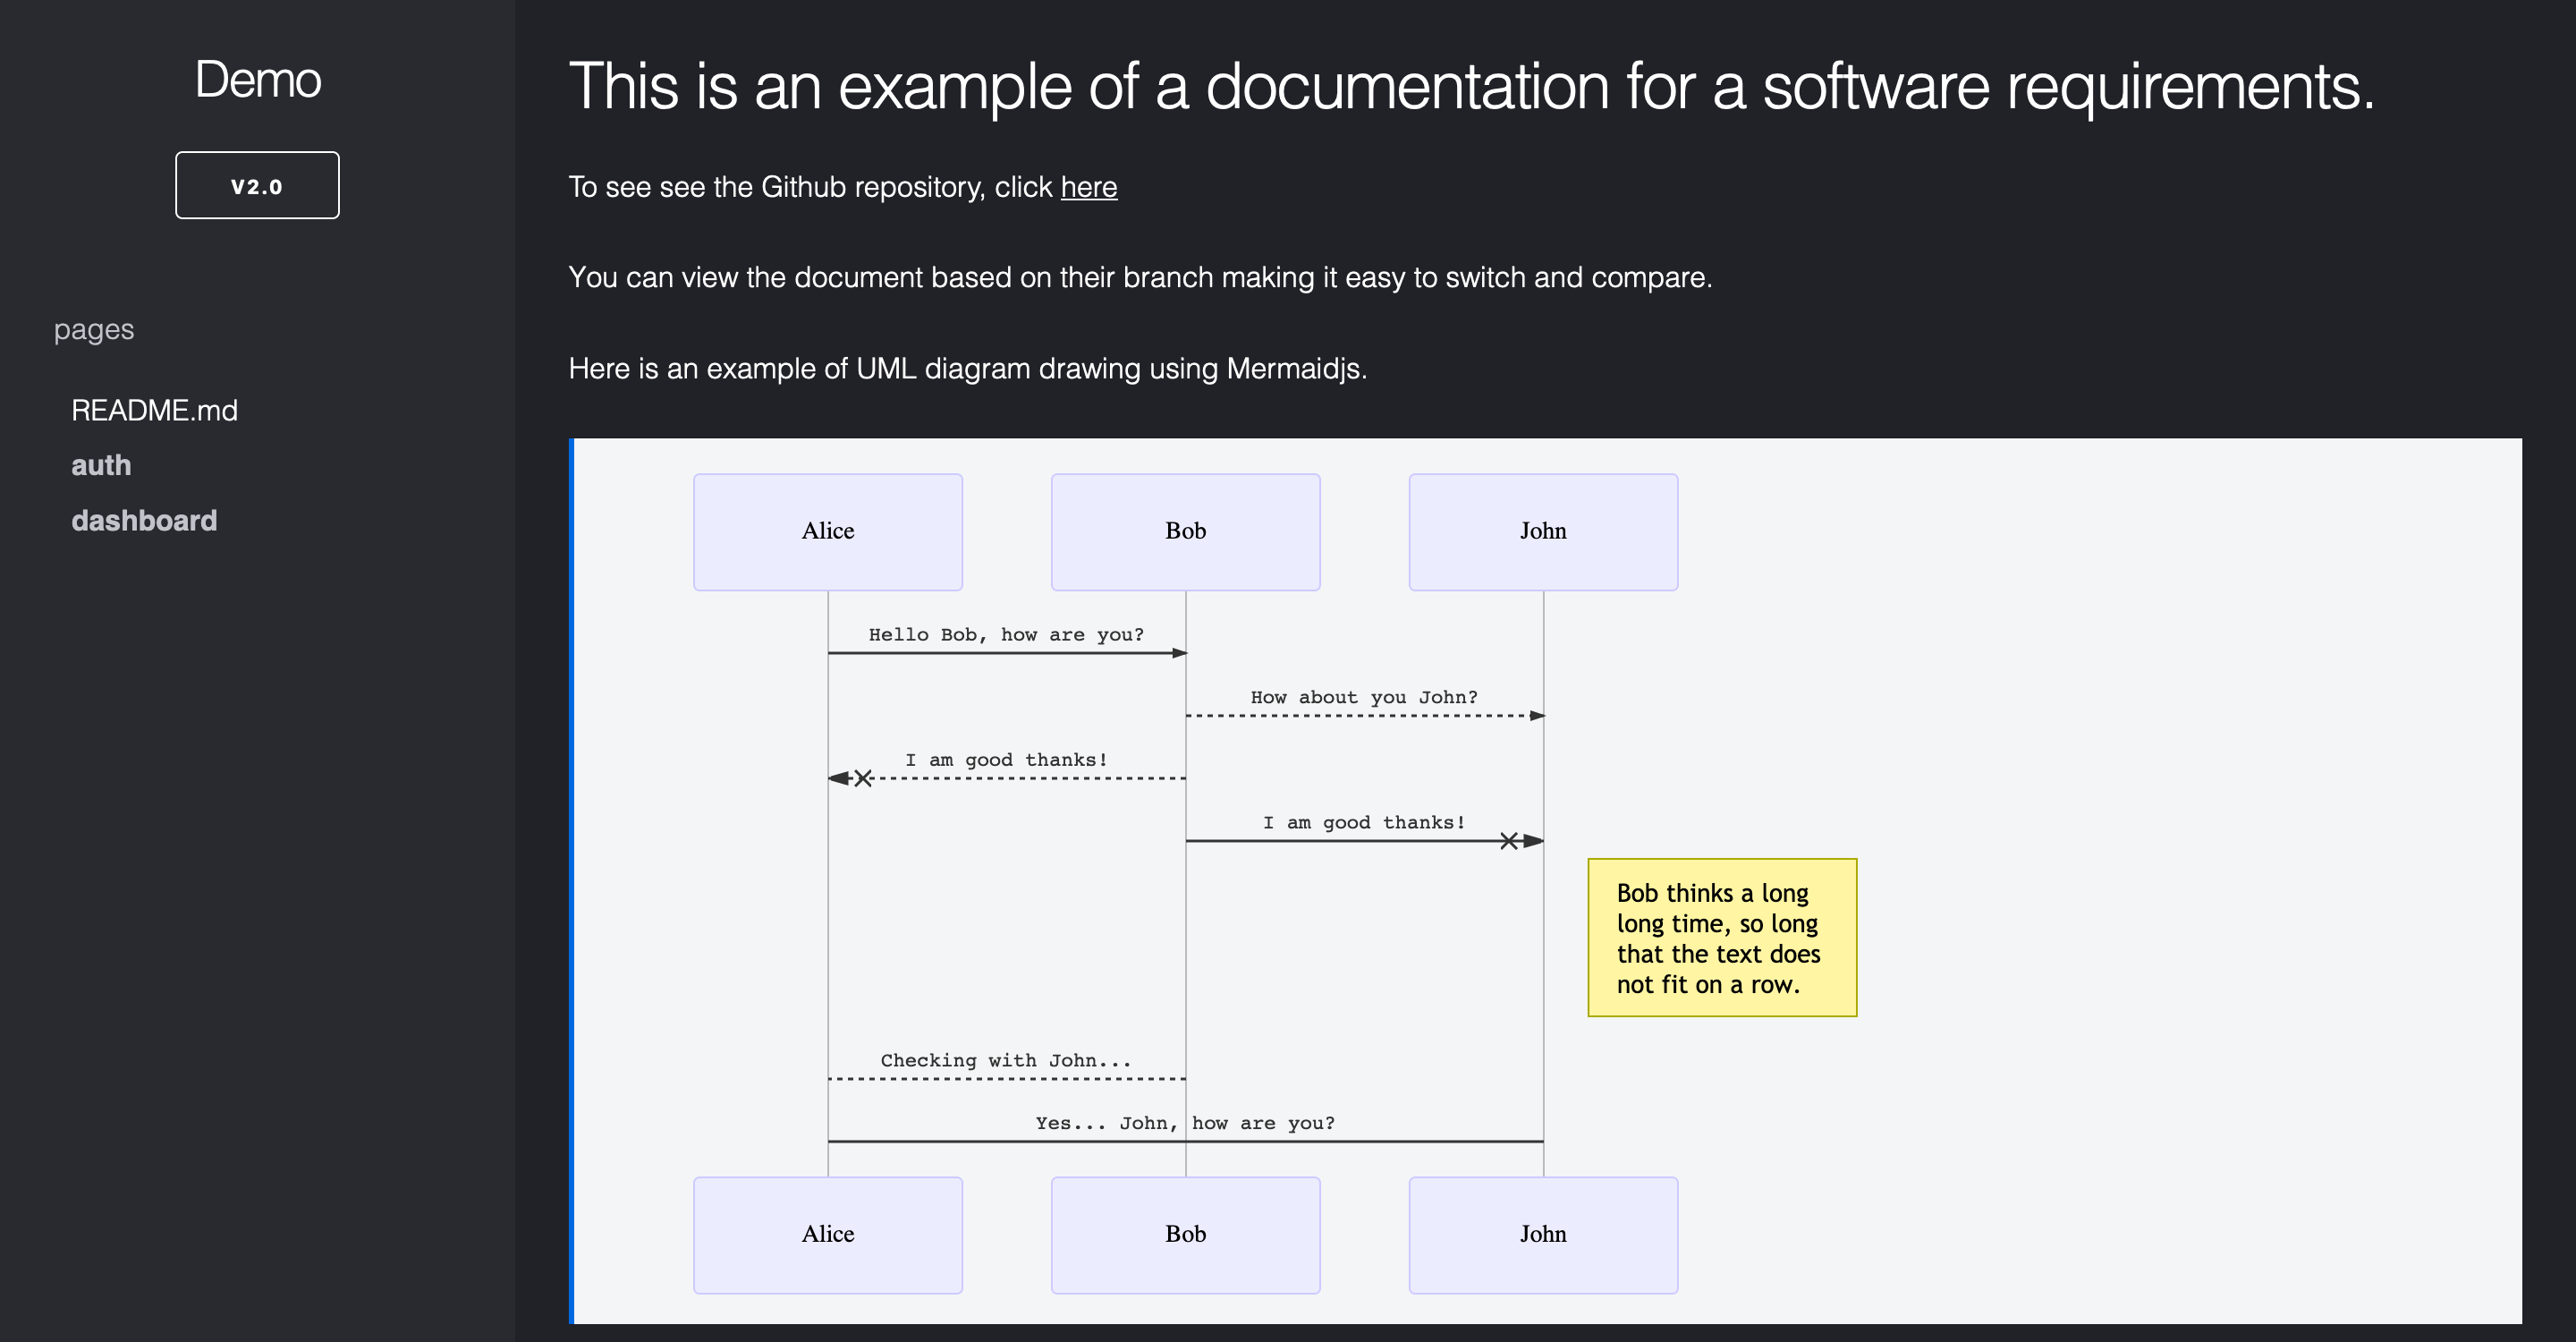 Demo
V2.0
pages
README.md
auth
dashboard
This is an example of a documentation for a software requirements.
To see see the Github repository, click here
You can view the document based on their branch making it easy to switch and compare.
Here is an example of UML diagram drawing using Mermaidjs.
Alice Bob John
Hello Bob, how are you?
How about you John?
I am good thanks!
I am good thanks!
Bob thinks a long
long time, so long
that the text does
not fit on a row.
Checking with John...
Yes... John, how are you?
Alice Bob John